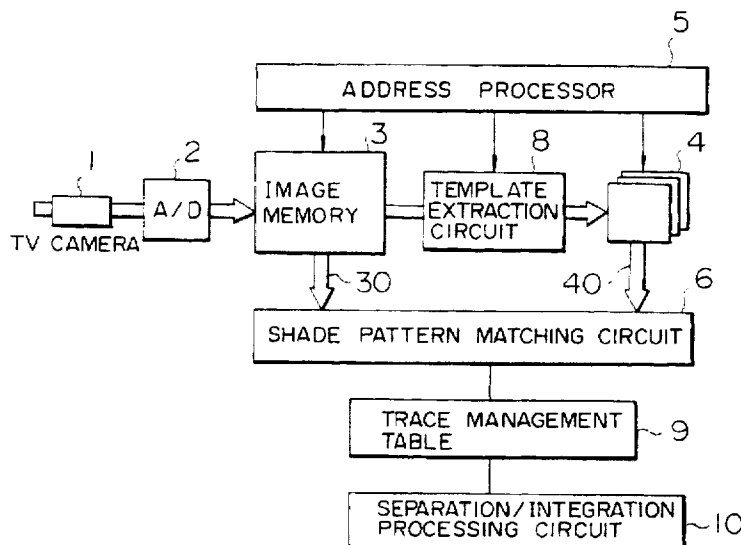 5
ADDRESS PROCESSOR
1
2
3
8
4
A/D
IMAGE
MEMORY
TEMPLATE
EXTRACTION
CIRCUIT
TV CAMERA
30
40
6
SHADE PATTERN MATCHING CIRCUIT
TRACE MANAGEMENT
TABLE
9
SEPARATION/INTEGRATION
PROCESSING CIRCUIT
10